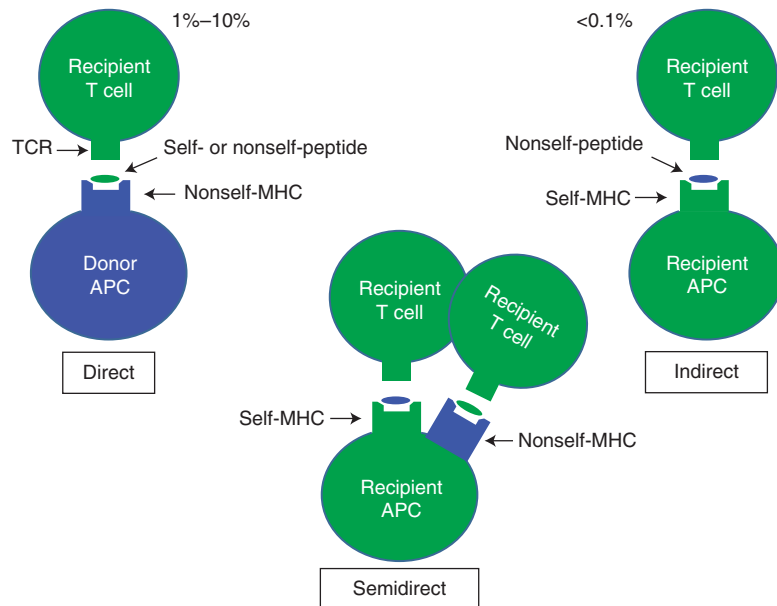 1%–10%
Recipient
T cell
TCR
Self- or nonself-peptide
Nonself-MHC
Donor
APC
Direct
<0.1%
Recipient
T cell
Nonself-peptide
Self-MHC
Recipient
APC
Indirect
Recipient
T cell
Recipient
T cell
Self-MHC
Nonself-MHC
Recipient
APC
Semidirect